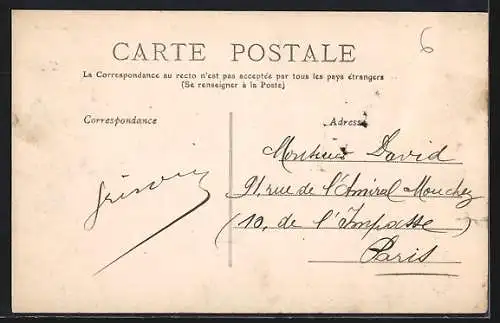 6
CARTE POSTALE
La Correspondance au recto n'est pas acceptée par tous les pays étrangers
(Se renseigner à la Poste)
Correspondance
Adresse
Monsieur David
91, rue de l'Amiral Mouchez
(10, de l'Impasse)
Paris